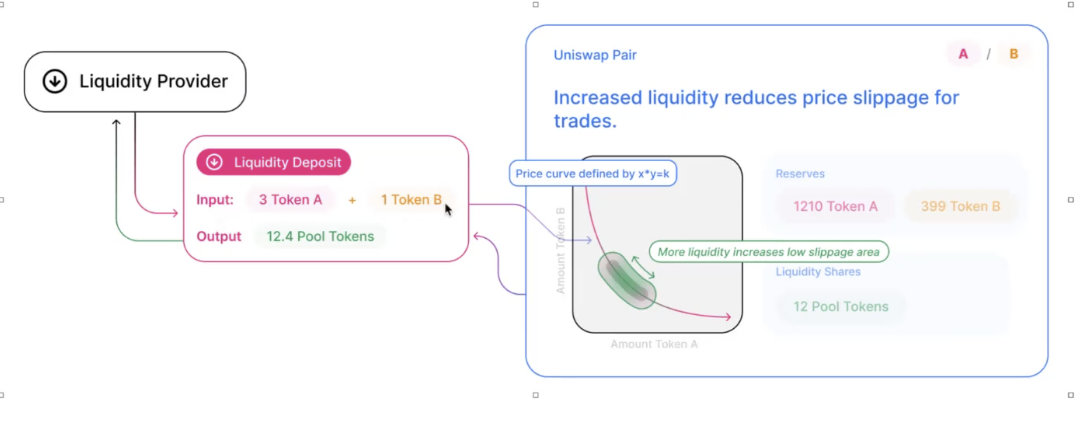 Liquidity Provider
Liquidity Deposit
Input: 3 Token A + 1 Token B
Output 12.4 Pool Tokens
Uniswap Pair
A / B
Increased liquidity reduces price slippage for
trades.
Price curve defined by x*y=k
Amount Token B
More liquidity increases low slippage area
Amount Token A
Reserves
1210 Token A 399 Token B
Liquidity Shares
12 Pool Tokens